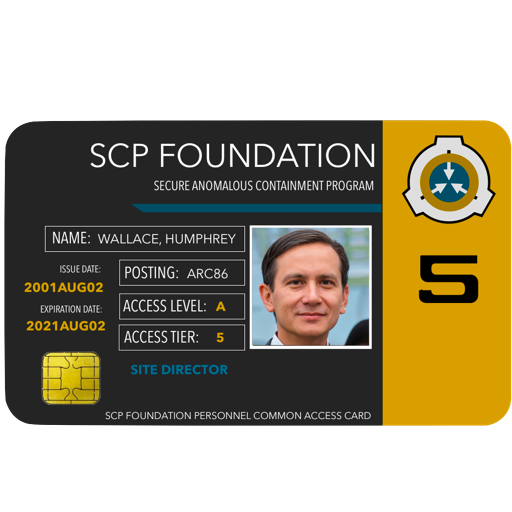 SCP FOUNDATION
SECURE ANOMALOUS CONTAINMENT PROGRAM
NAME: WALLACE, HUMPHREY
ISSUE DATE:
2001AUG02
EXPIRATION DATE:
2021AUG02
POSTING: ARC86
ACCESS LEVEL: A
ACCESS TIER: 5
SITE DIRECTOR
SCP FOUNDATION PERSONNEL COMMON ACCESS CARD
5